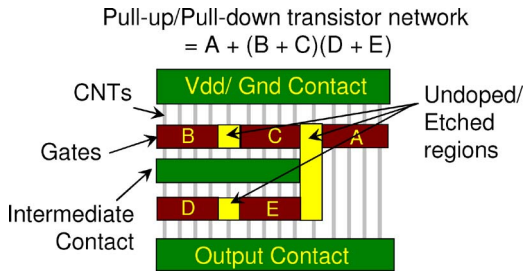 Pull-up/Pull-down transistor network
= A + (B + C)(D + E)
CNTs
Vdd/ Gnd Contact
Undoped/
Etched
regions
Gates
B
C
A
Intermediate
Contact
D
E
Output Contact